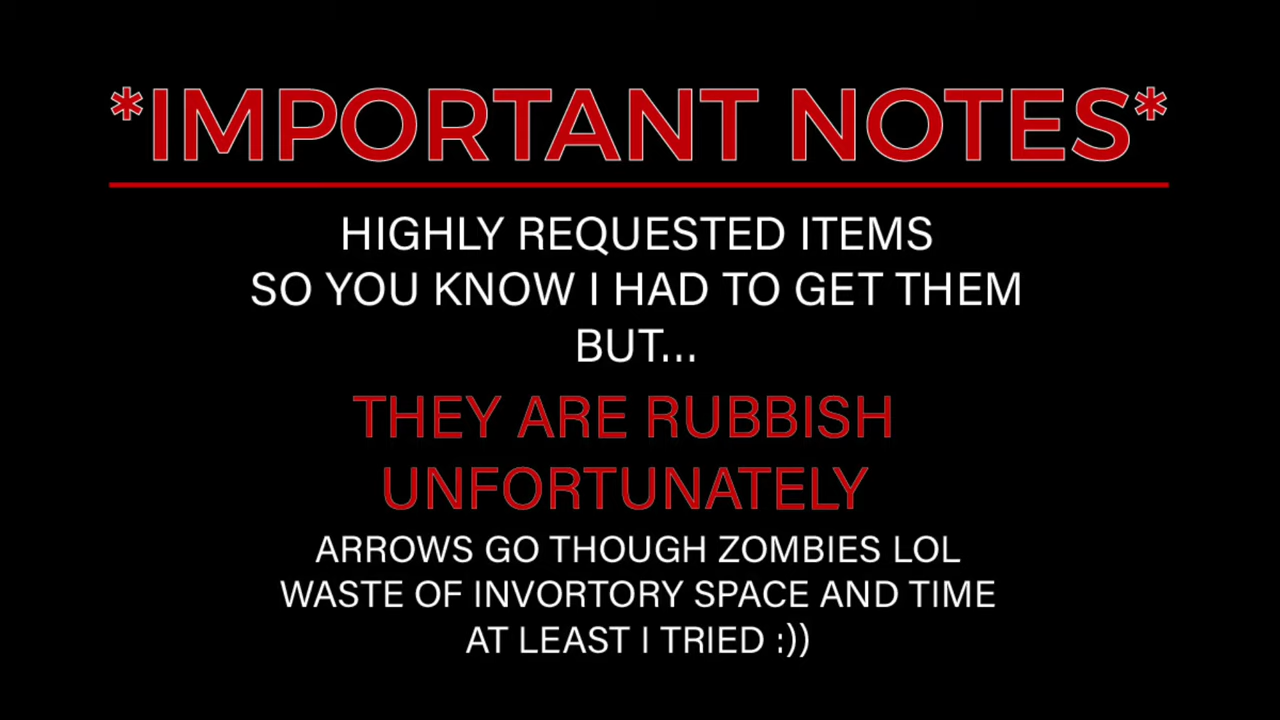 *IMPORTANT NOTES*
HIGHLY REQUESTED ITEMS
SO YOU KNOW I HAD TO GET THEM
BUT...
THEY ARE RUBBISH
UNFORTUNATELY
ARROWS GO THOUGH ZOMBIES LOL
WASTE OF INVORTORY SPACE AND TIME
AT LEAST I TRIED :))